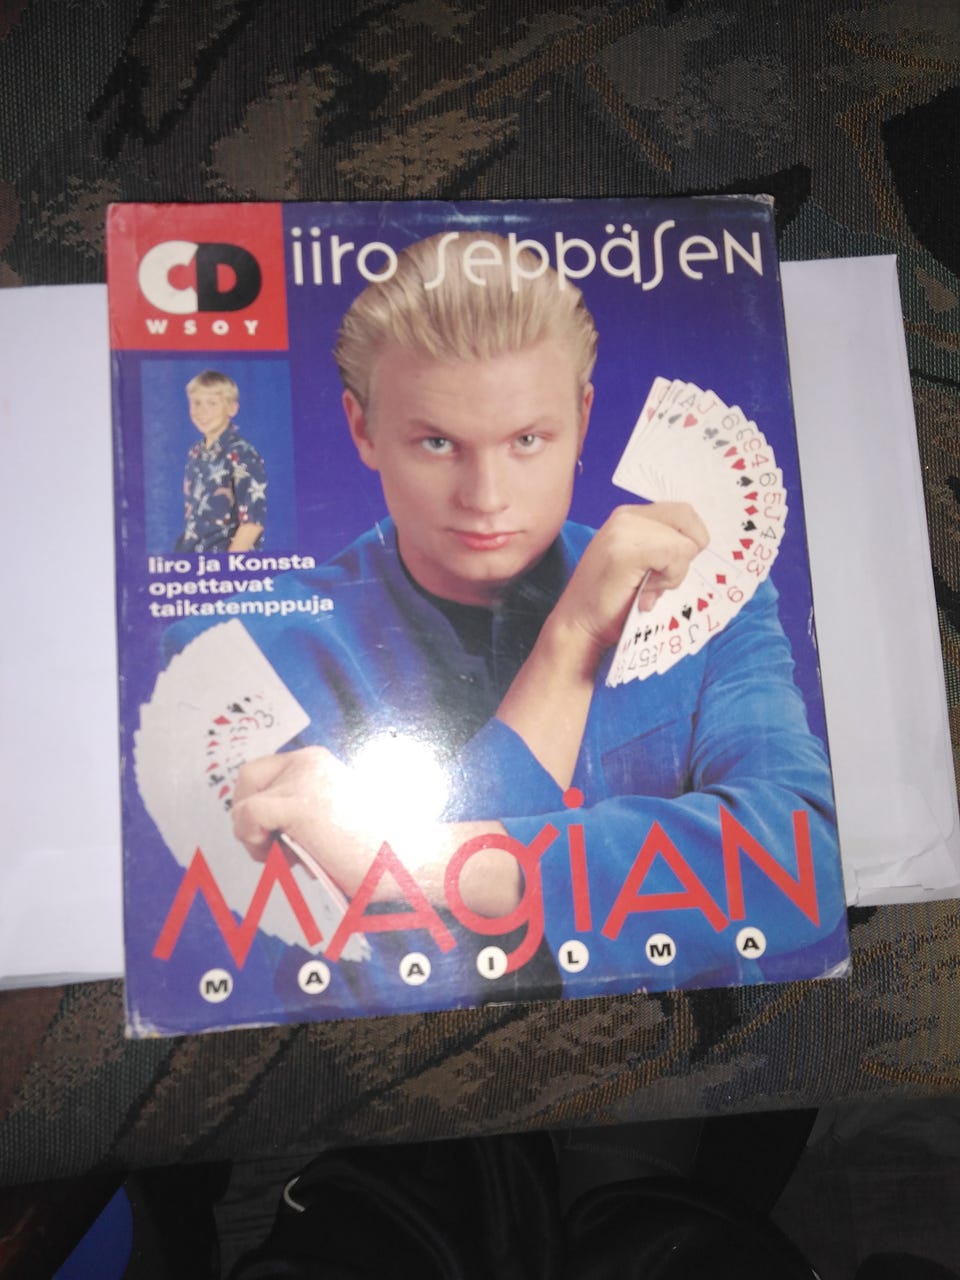 CD
WSOY
iiro seppäsen
Iiro ja Konsta
opettavat
taikatemppuja
MAgiAN
MAAILMA